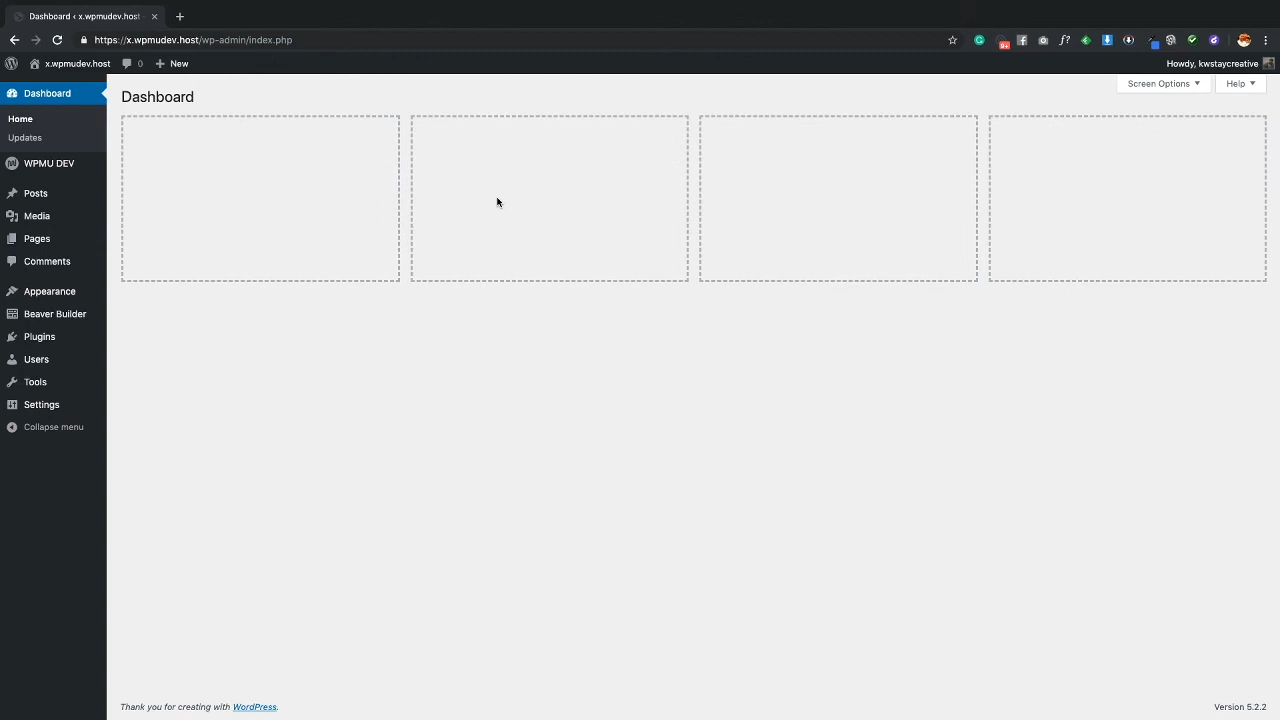 Dashboard ‹ x.wpmudev.host
https://x.wpmudev.host/wp-admin/index.php
x.wpmudev.host 0 New
Howdy, kwstaycreative
Dashboard
Home
Updates
WPMU DEV
Posts
Media
Pages
Comments
Appearance
Beaver Builder
Plugins
Users
Tools
Settings
Collapse menu
Dashboard
Screen Options
Help
Thank you for creating with WordPress.
Version 5.2.2